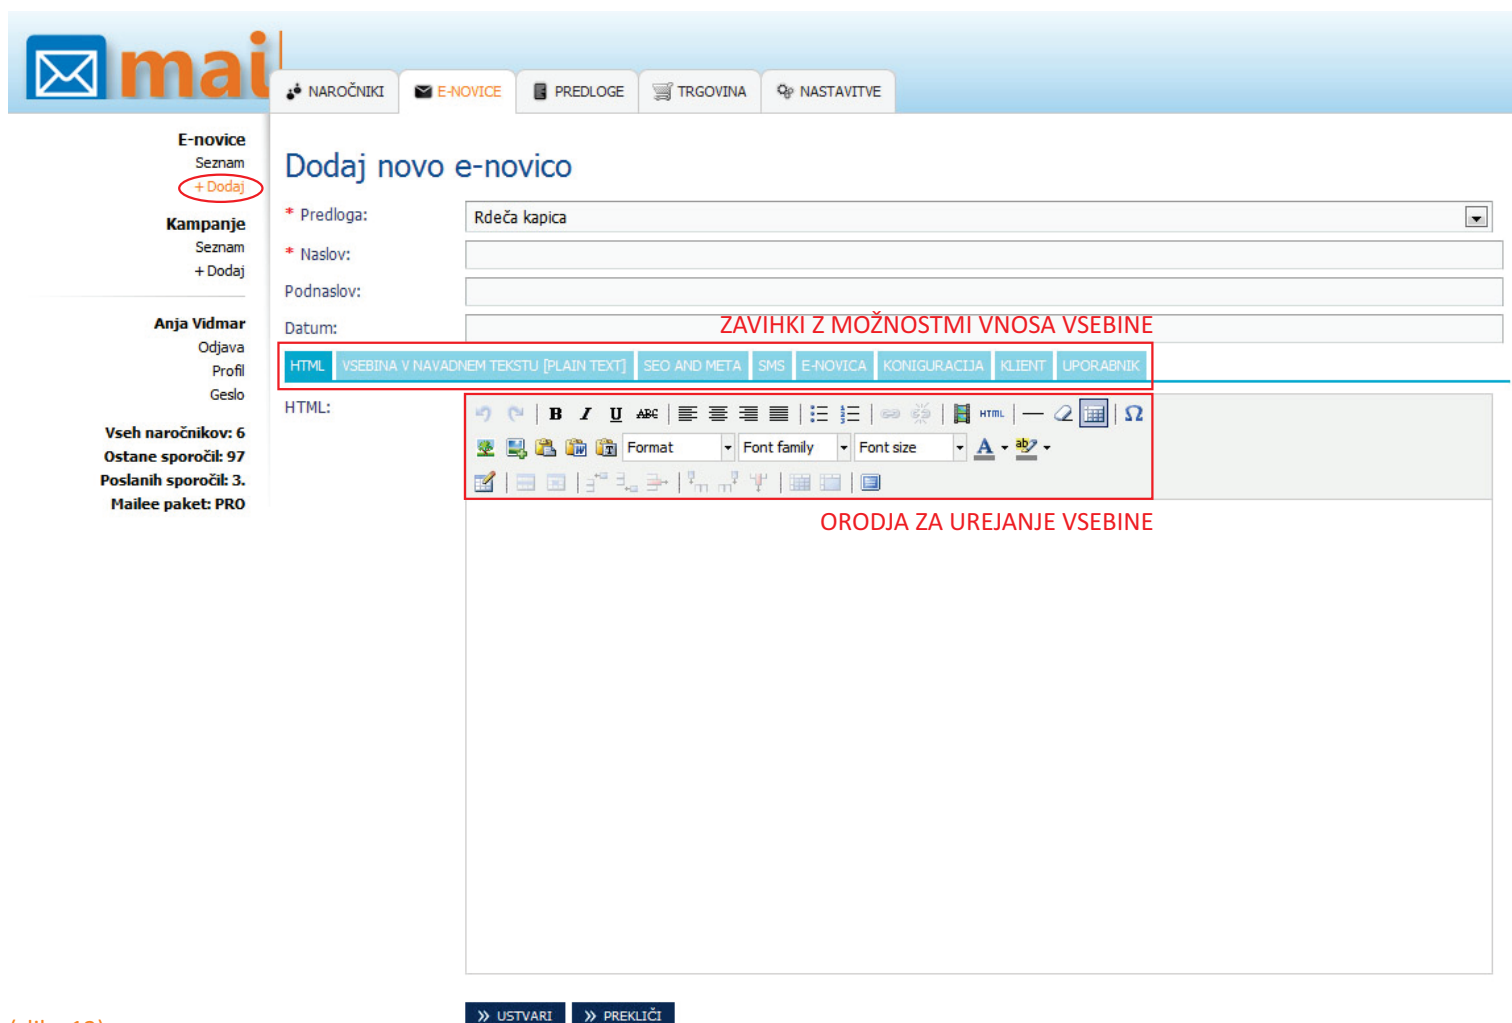 mai
NAROČNIKI
E-NOVICE
PREDLOGE
TRGOVINA
NASTAVITVE
E-novice
Seznam
+ Dodaj
Kampanje
Seznam
+ Dodaj
Anja Vidmar
Odjava
Profil
Geslo
Vseh naročnikov: 6
Ostane sporočil: 97
Poslanih sporočil: 3.
Mailee paket: PRO
Dodaj novo e-novico
* Predloga:
Rdeča kapica
* Naslov:
Podnaslov:
Datum:
ZAVIHKI Z MOŽNOSTMI VNOSA VSEBINE
HTML VSEBINA V NAVADNEM TEKSTU [PLAIN TEXT] SEO AND META SMS E-NOVICA KONIGURACIJA KLIENT UPORABNIK
HTML:
B I U ABC HTML Ω
Format Font family Font size A ab
ORODJA ZA UREJANJE VSEBINE
» USTVARI » PREKLIČI